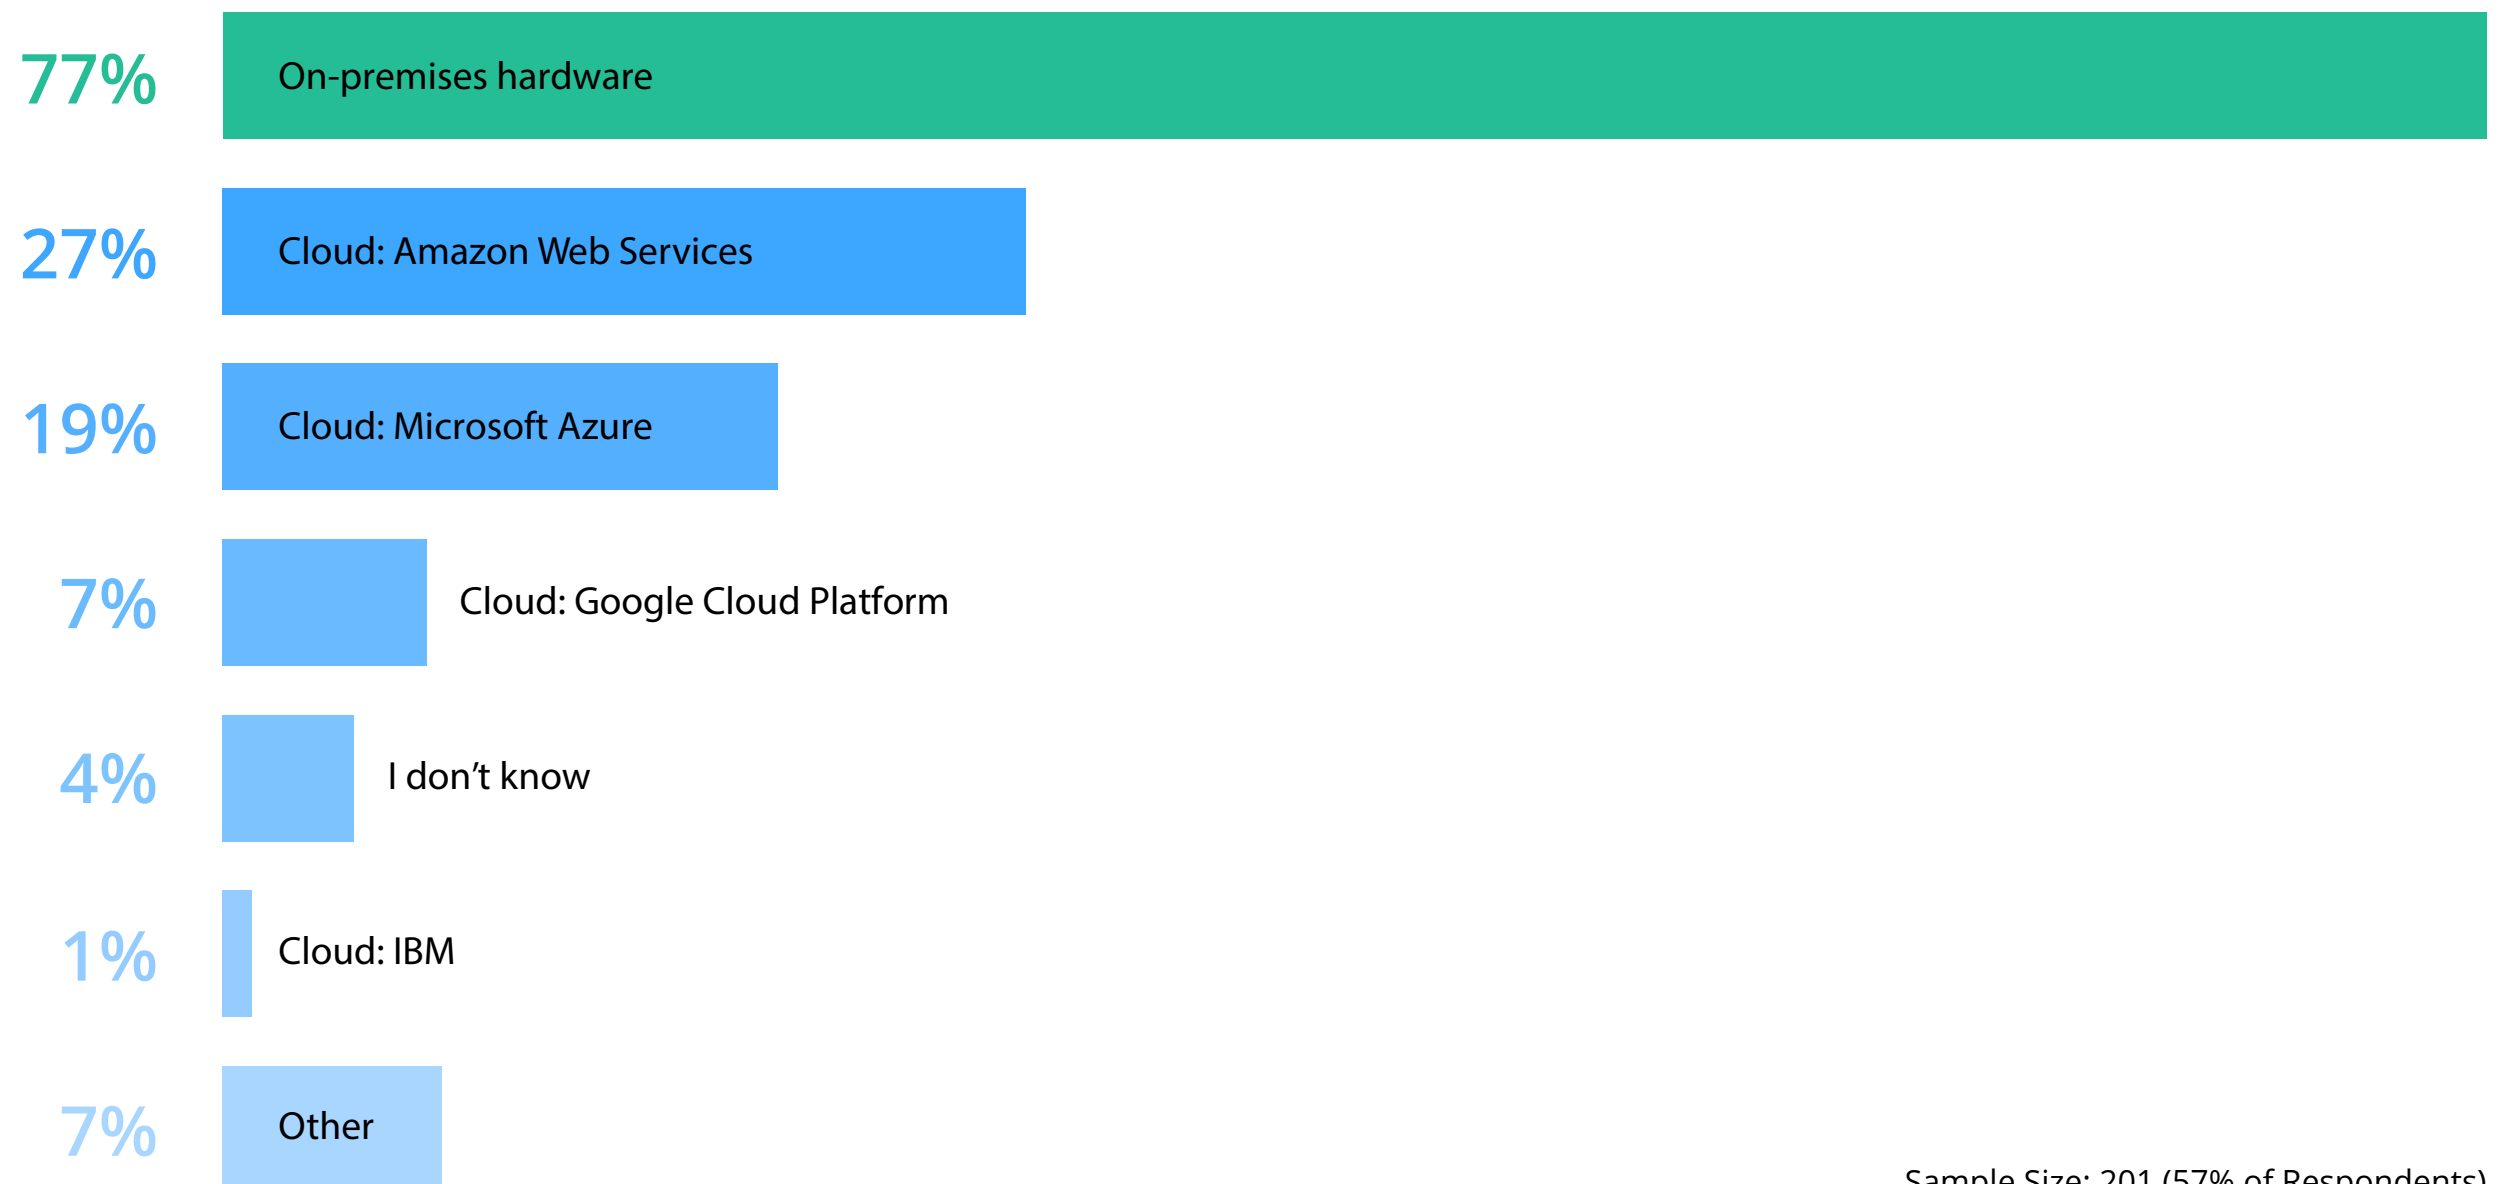 77%
On-premises hardware
27%
Cloud: Amazon Web Services
19%
Cloud: Microsoft Azure
7%
Cloud: Google Cloud Platform
4%
I don’t know
1%
Cloud: IBM
7%
Other
Sample Size: 201 (57% of Respondents)